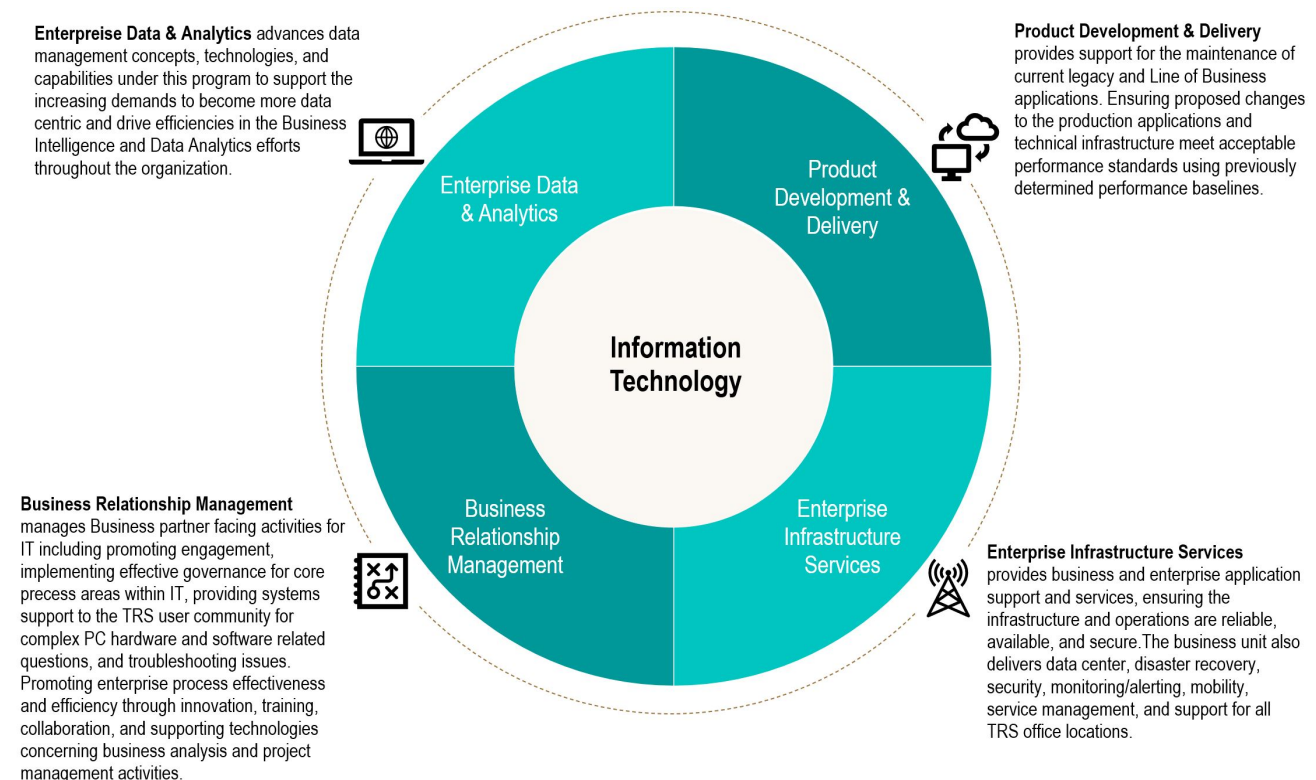 Enterpreise Data & Analytics advances data
management concepts, technologies, and
capabilities under this program to support the
increasing demands to become more data
centric and drive efficiencies in the Business
Intelligence and Data Analytics efforts
throughout the organization.
Product Development & Delivery
provides support for the maintenance of
current legacy and Line of Business
applications. Ensuring proposed changes
to the production applications and
technical infrastructure meet acceptable
performance standards using previously
determined performance baselines.
Enterprise Data
& Analytics
Product
Development &
Delivery
Information
Technology
Business
Relationship
Management
Enterprise
Infrastructure
Services
Business Relationship Management
manages Business partner facing activities for
IT including promoting engagement,
implementing effective governance for core
precess areas within IT, providing systems
support to the TRS user community for
complex PC hardware and software related
questions, and troubleshooting issues.
Promoting enterprise process effectiveness
and efficiency through innovation, training,
collaboration, and supporting technologies
concerning business analysis and project
management activities.
Enterprise Infrastructure Services
provides business and enterprise application
support and services, ensuring the
infrastructure and operations are reliable,
available, and secure.The business unit also
delivers data center, disaster recovery,
security, monitoring/alerting, mobility,
service management, and support for all
TRS office locations.